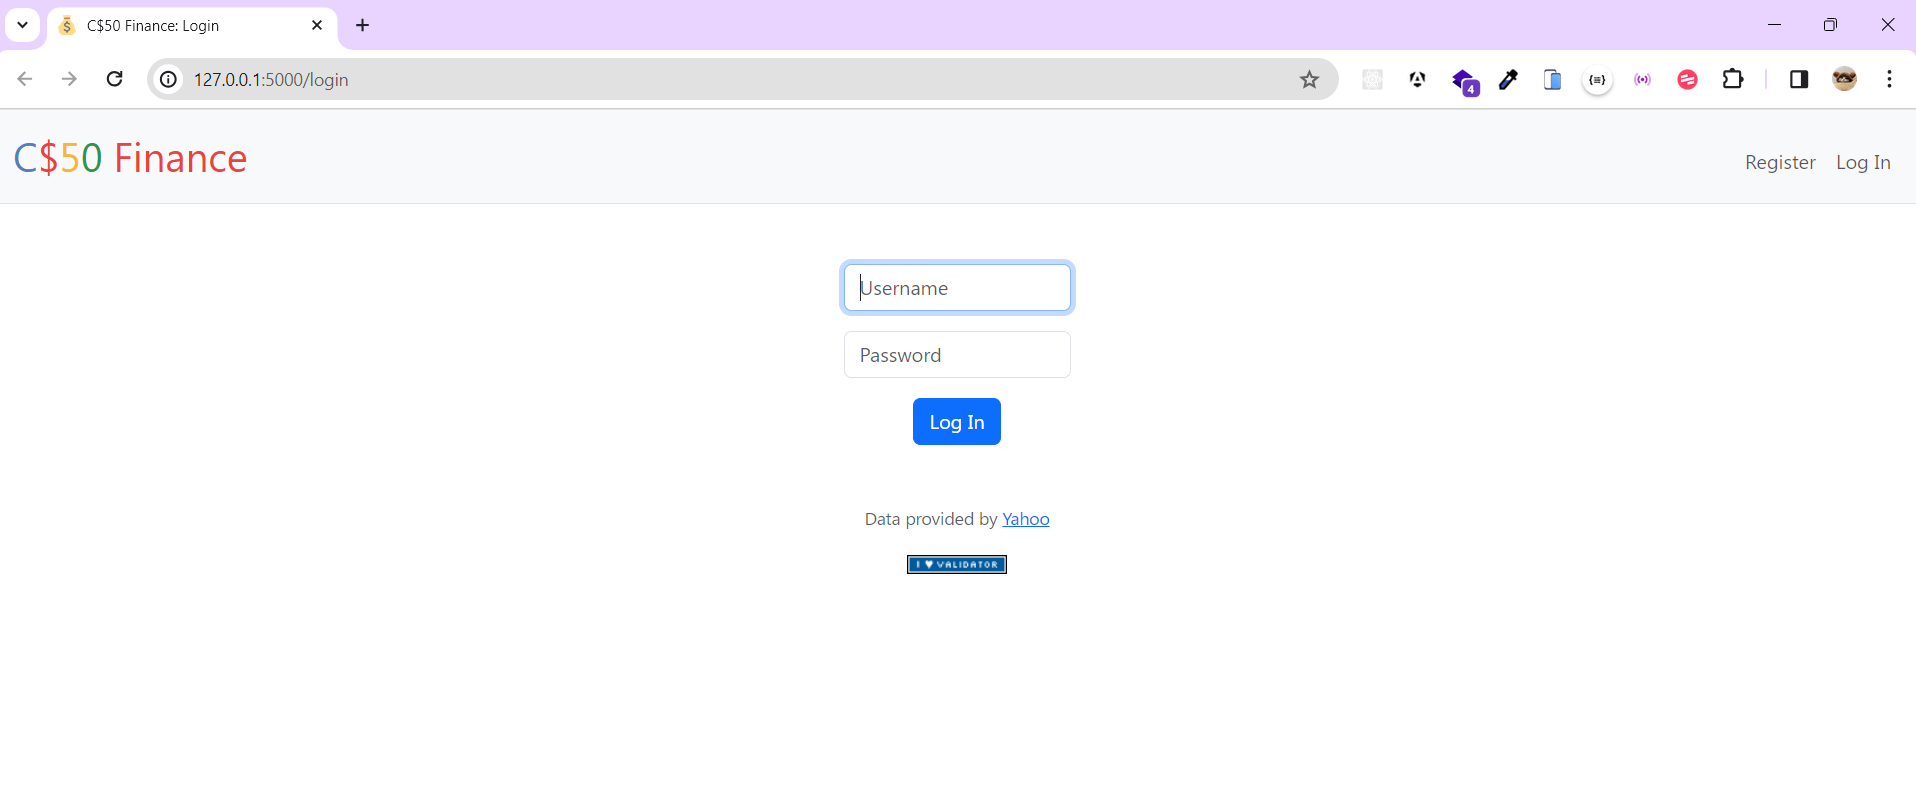 C$50 Finance: Login
127.0.0.1:5000/login
4
C$50 Finance
Register Log In
Username
Password
Log In
Data provided by Yahoo
I ♥ VALIDATOR